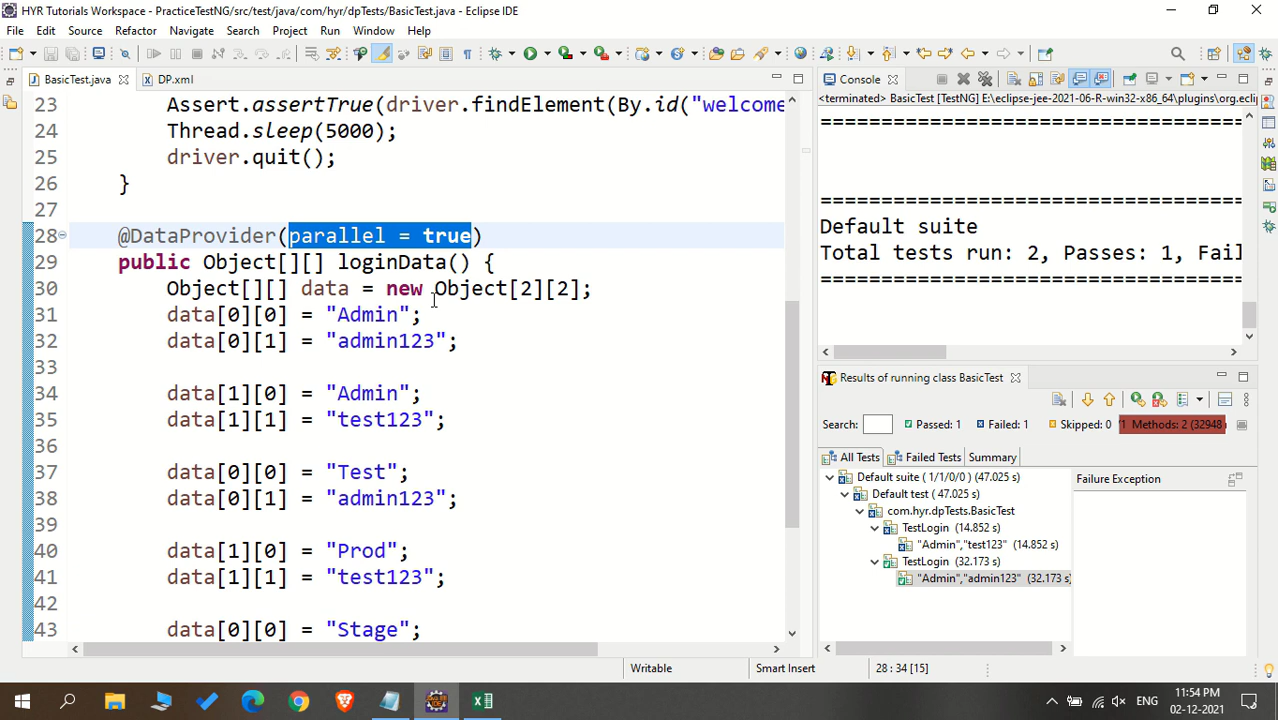 HYR Tutorials Workspace - PracticeTestNG/src/test/java/com/hyr/dpTests/BasicTest.java - Eclipse IDE
File Edit Source Refactor Navigate Search Project Run Window Help
BasicTest.java DP.xml
23 Assert.assertTrue(driver.findElement(By.id("welcome
24 Thread.sleep(5000);
25 driver.quit();
26 }
27
28 @DataProvider(parallel = true)
29 public Object[][] loginData() {
30 Object[][] data = new Object[2][2];
31 data[0][0] = "Admin";
32 data[0][1] = "admin123";
33
34 data[1][0] = "Admin";
35 data[1][1] = "test123";
36
37 data[0][0] = "Test";
38 data[0][1] = "admin123";
39
40 data[1][0] = "Prod";
41 data[1][1] = "test123";
42
43 data[0][0] = "Stage";
Console
<terminated> BasicTest [TestNG] E:\eclipse-jee-2021-06-R-win32-x86_64\plugins\org.ecli
===========================================
===========================================
Default suite
Total tests run: 2, Passes: 1, Fail
===========================================
Results of running class BasicTest
Search: Passed: 1 Failed: 1 Skipped: 0 Methods: 2 (32948
All Tests Failed Tests Summary
Default suite ( 1/1/0/0 ) (47.025 s)
Default test ( 47.025 s)
com.hyr.dpTests.BasicTest
TestLogin (14.852 s)
"Admin","test123" (14.852 s)
TestLogin (32.173 s)
"Admin","admin123" (32.173 s)
Failure Exception
Writable Smart Insert 28 : 34 [15]
ENG 11:54 PM
02-12-2021